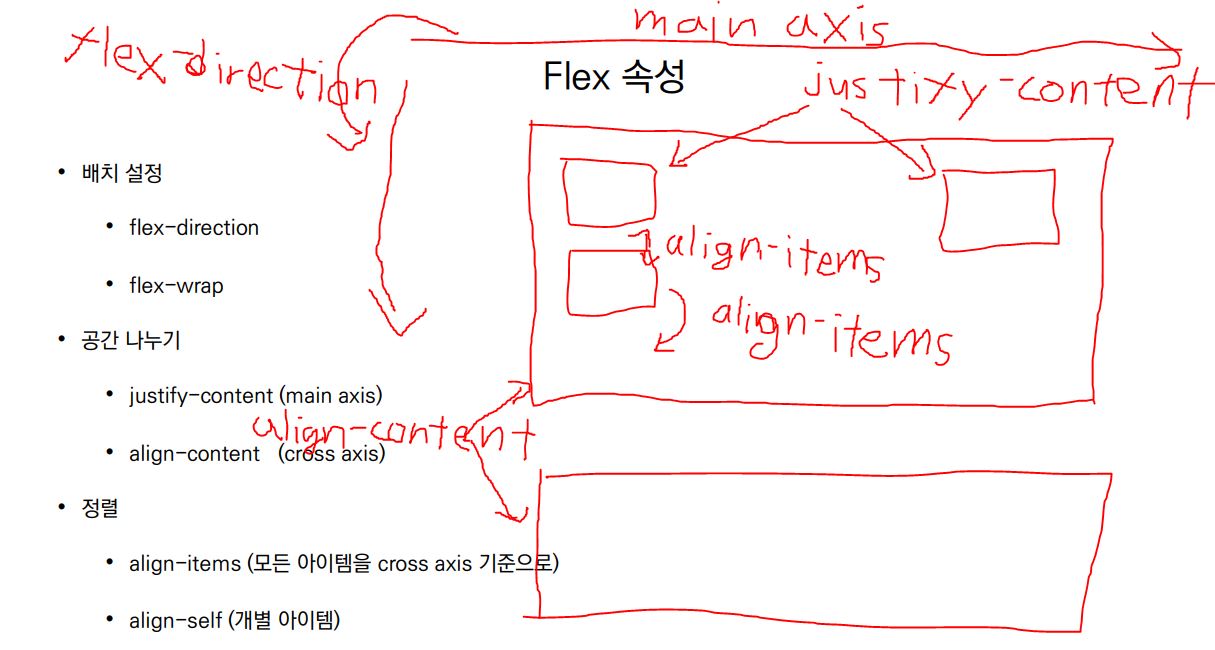 main axis
flex-direction
Flex 속성
justixy-content
• 배치 설정
• flex-direction
• flex-wrap
align-items
align-items
• 공간 나누기
• justify-content (main axis)
align-content
• align-content (cross axis)
• 정렬
• align-items (모든 아이템을 cross axis 기준으로)
• align-self (개별 아이템)